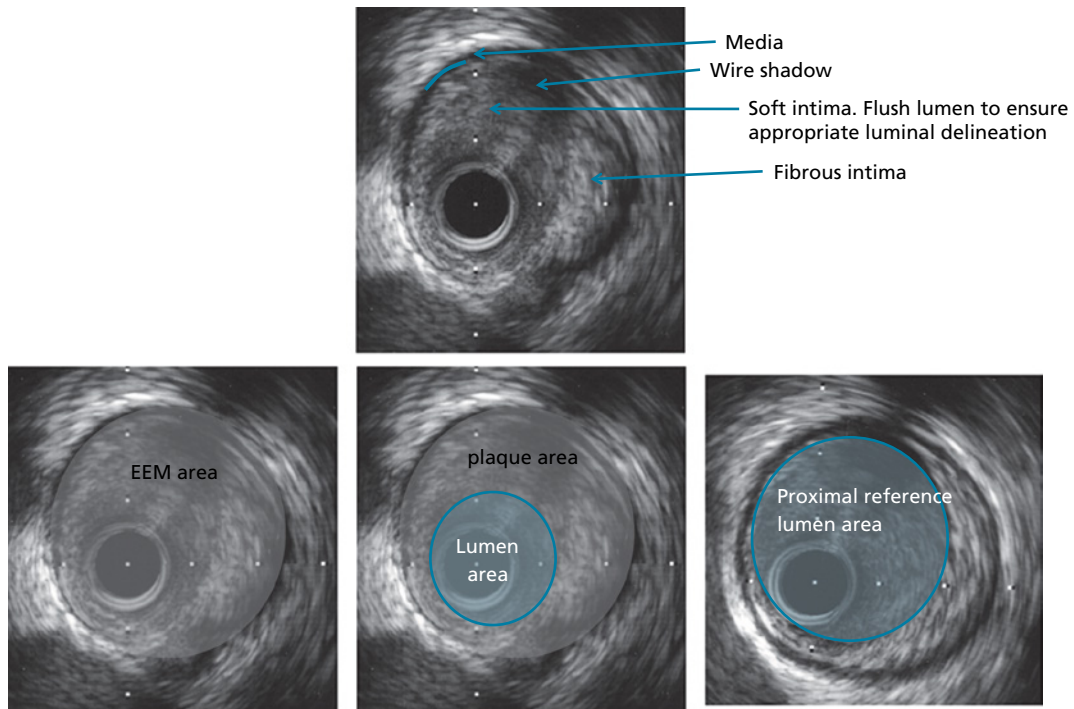 Media
Wire shadow
Soft intima. Flush lumen to ensure
appropriate luminal delineation
Fibrous intima
EEM area
plaque area
Lumen
area
Proximal reference
lumen area